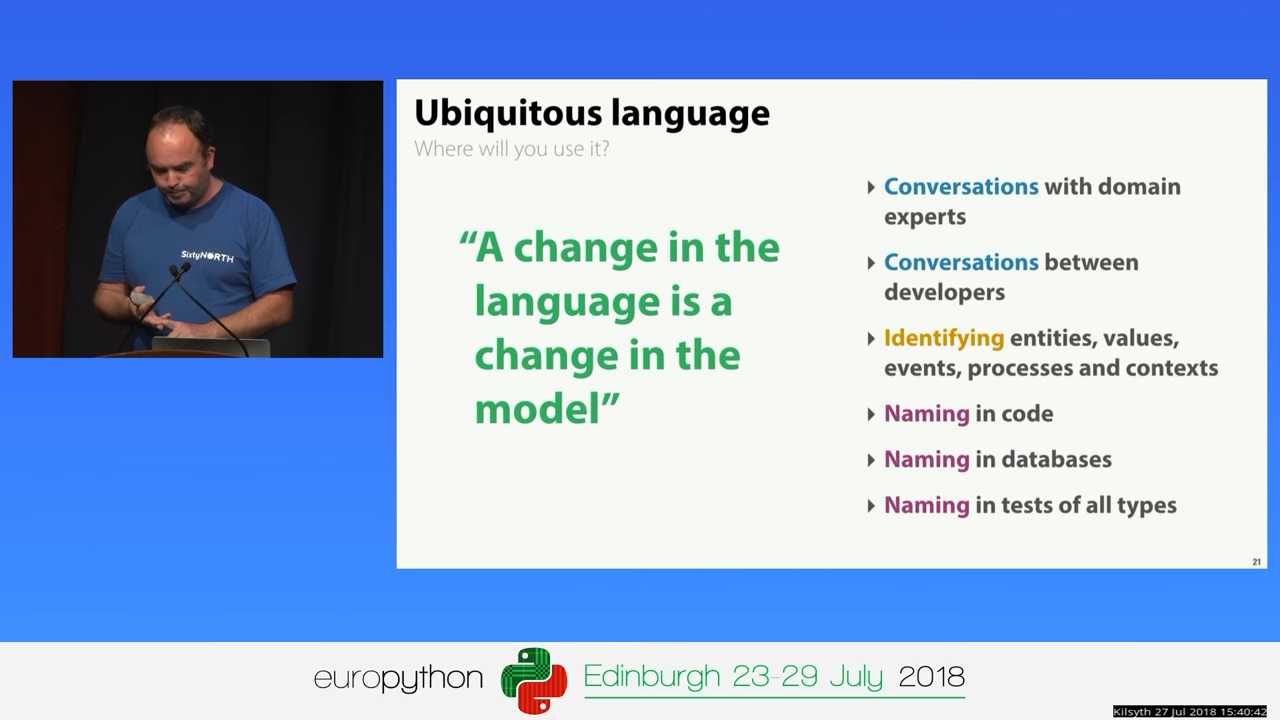 SixtyNORTH
Ubiquitous language
Where will you use it?
“A change in the
language is a
change in the
model”
Conversations with domain
experts
Conversations between
developers
Identifying entities, values,
events, processes and contexts
Naming in code
Naming in databases
Naming in tests of all types
21
europython
Edinburgh 23-29 July 2018
Kilsyth 27 Jul 2018 15:40:42